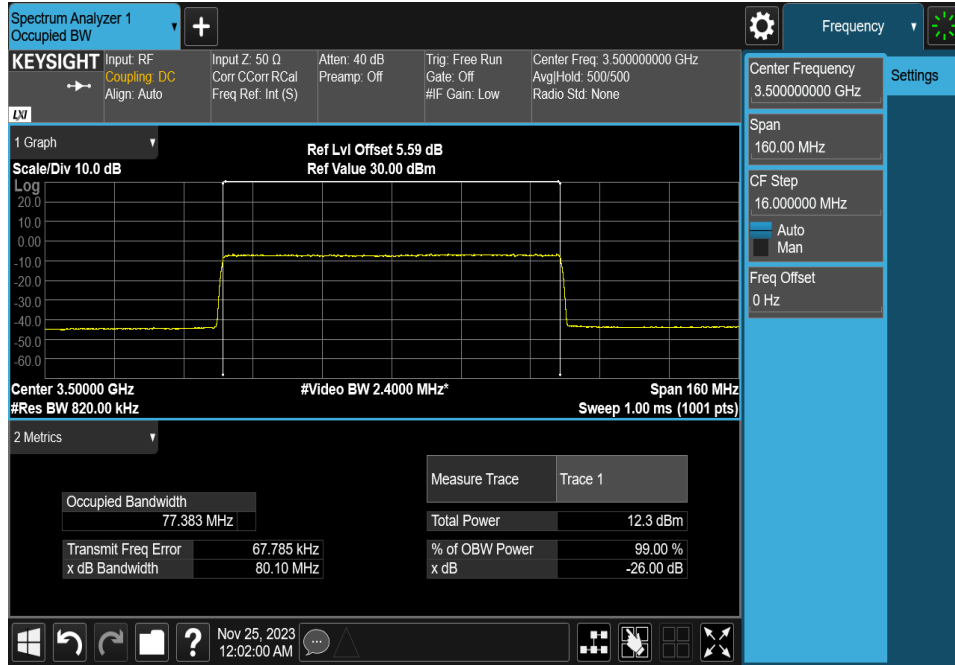 Spectrum Analyzer 1
Occupied BW
+
Frequency
KEYSIGHT
LXI
Input: RF
Coupling: DC
Align: Auto
Input Z: 50 Ω
Corr CCorr RCal
Freq Ref: Int (S)
Atten: 40 dB
Preamp: Off
Trig: Free Run
Gate: Off
#IF Gain: Low
Center Freq: 3.500000000 GHz
Avg|Hold: 500/500
Radio Std: None
Center Frequency
3.500000000 GHz
Settings
Span
160.00 MHz
CF Step
16.000000 MHz
Auto
Man
Freq Offset
0 Hz
1 Graph
Scale/Div 10.0 dB
Ref Lvl Offset 5.59 dB
Ref Value 30.00 dBm
Log
20.0
10.0
0.00
-10.0
-20.0
-30.0
-40.0
-50.0
-60.0
Center 3.50000 GHz
#Video BW 2.4000 MHz*
Span 160 MHz
#Res BW 820.00 kHz
Sweep 1.00 ms (1001 pts)
2 Metrics
Occupied Bandwidth
77.383 MHz
Transmit Freq Error 67.785 kHz
x dB Bandwidth 80.10 MHz
Measure Trace Trace 1
Total Power 12.3 dBm
% of OBW Power 99.00 %
x dB -26.00 dB
?
Nov 25, 2023
12:02:00 AM